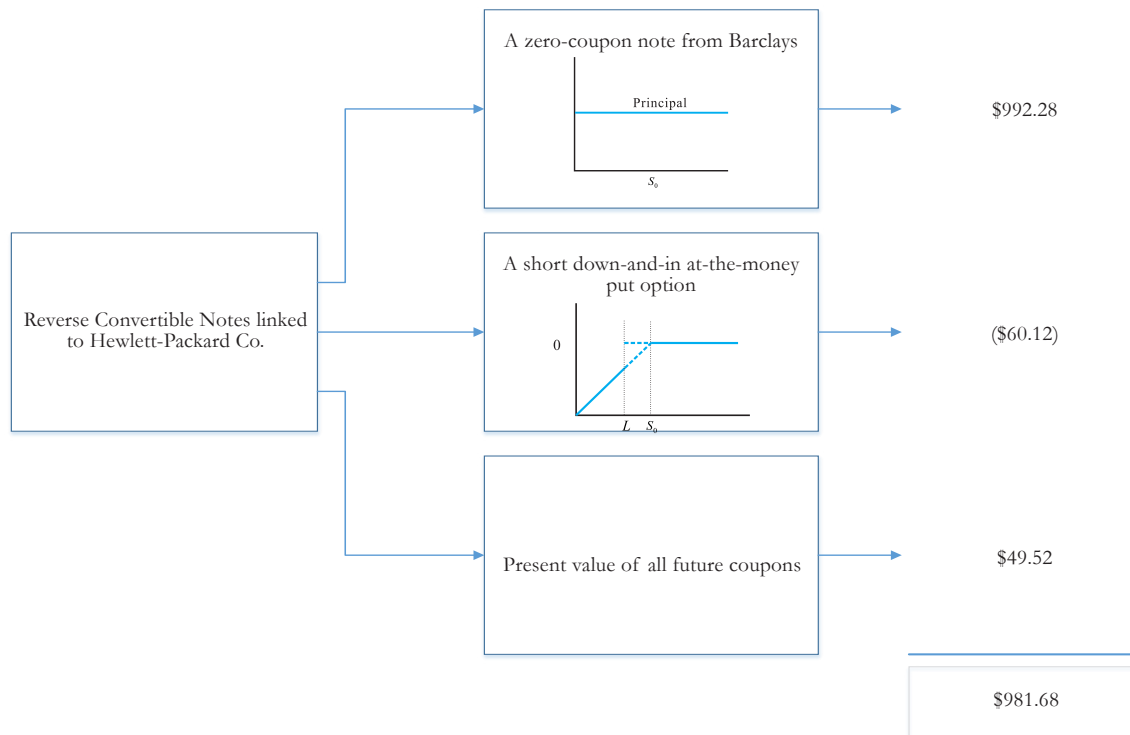 A zero-coupon note from Barclays
Principal
S₀
$992.28
Reverse Convertible Notes linked
to Hewlett-Packard Co.
A short down-and-in at-the-money
put option
0
L S₀
($60.12)
Present value of all future coupons
$49.52
$981.68